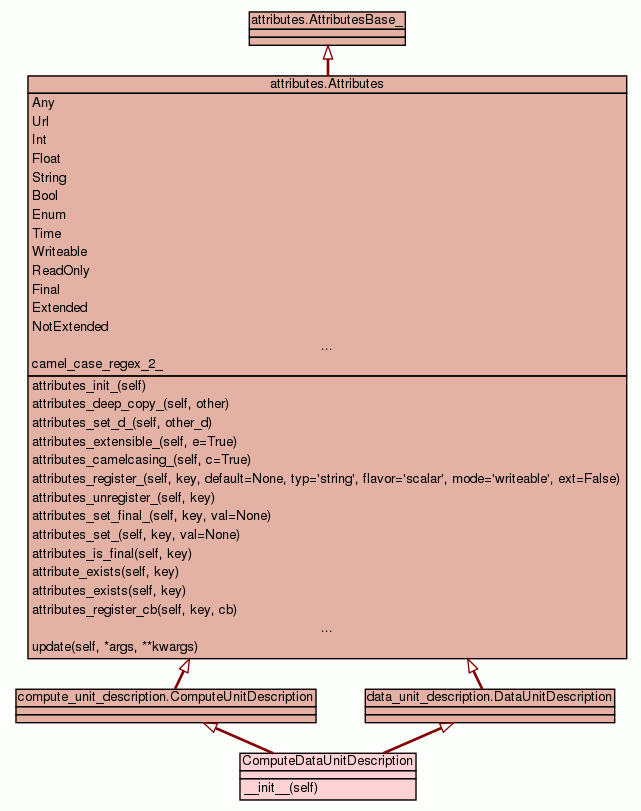 attributes.AttributesBase_
attributes.Attributes
Any
Url
Int
Float
String
Bool
Enum
Time
Writeable
ReadOnly
Final
Extended
NotExtended
...
camel_case_regex_2_
attributes_init_(self)
attributes_deep_copy_(self, other)
attributes_set_d_(self, other_d)
attributes_extensible_(self, e=True)
attributes_camelcasing_(self, c=True)
attributes_register_(self, key, default=None, typ='string', flavor='scalar', mode='writeable', ext=False)
attributes_unregister_(self, key)
attributes_set_final_(self, key, val=None)
attributes_set_(self, key, val=None)
attributes_is_final(self, key)
attribute_exists(self, key)
attributes_exists(self, key)
attributes_register_cb(self, key, cb)
...
update(self, *args, **kwargs)
compute_unit_description.ComputeUnitDescription
data_unit_description.DataUnitDescription
ComputeDataUnitDescription
__init__(self)